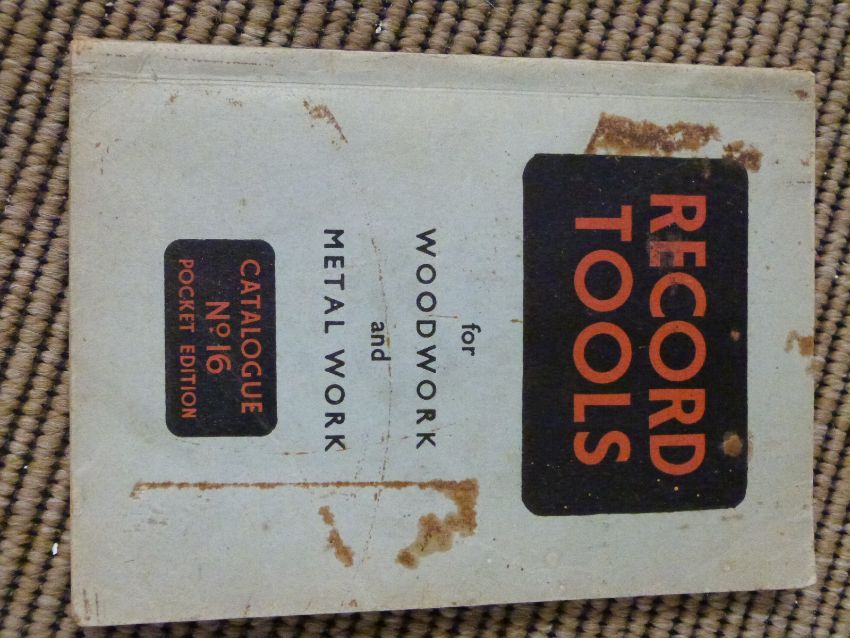 RECORD
TOOLS
for
WOODWORK
and
METAL WORK
CATALOGUE
Nº 16
POCKET EDITION